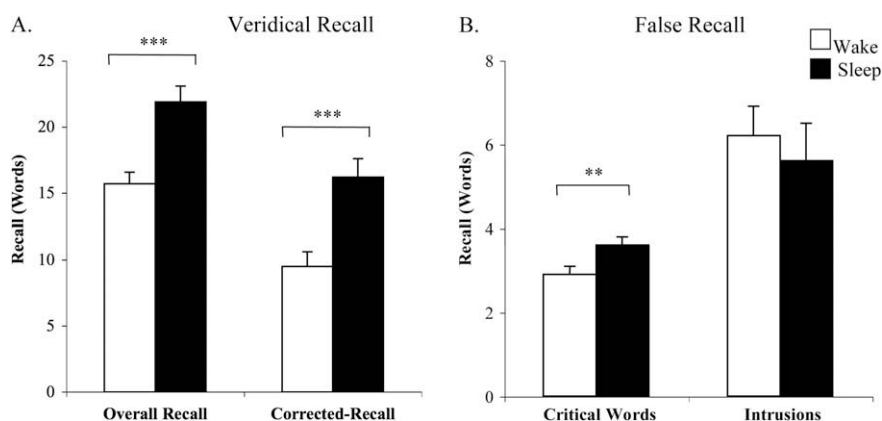 A. Veridical Recall
***
***
25
20
15
10
5
0
Recall (Words)
Overall Recall Corrected-Recall
B. False Recall
Wake
Sleep
**
8
6
4
2
0
Recall (Words)
Critical Words Intrusions